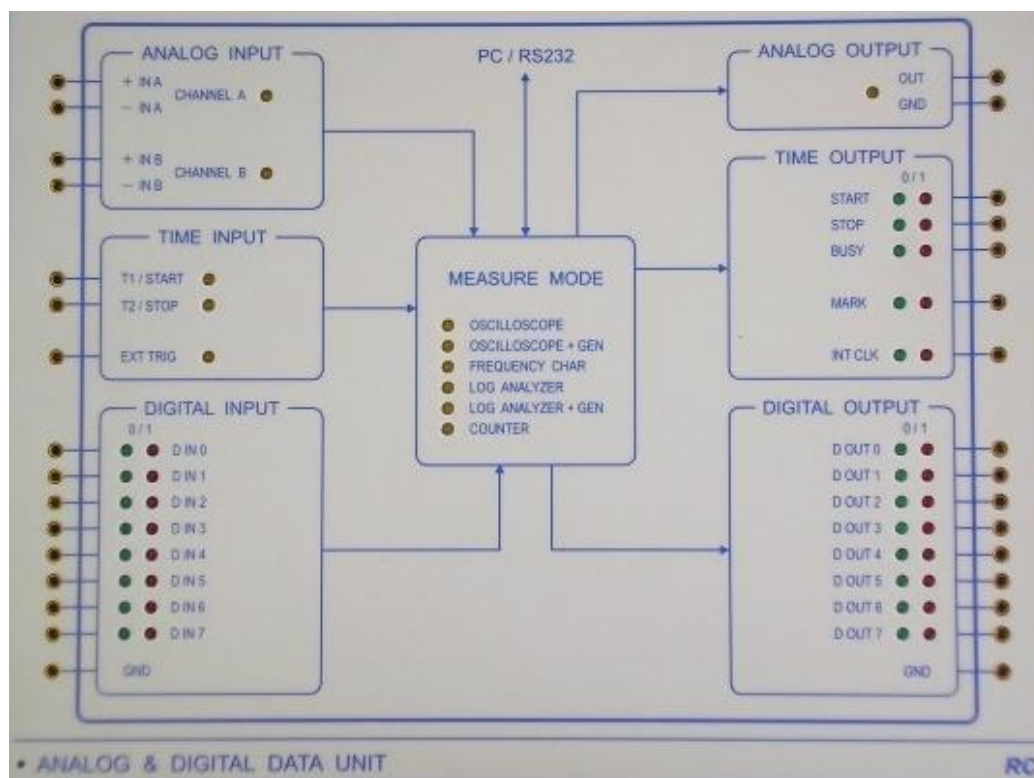 ANALOG INPUT
+ IN A
CHANNEL A
− IN A
+ IN B
CHANNEL B
− IN B
TIME INPUT
T1 / START
T2 / STOP
EXT TRIG
DIGITAL INPUT
0 / 1
D IN 0
D IN 1
D IN 2
D IN 3
D IN 4
D IN 5
D IN 6
D IN 7
GND
PC / RS232
MEASURE MODE
OSCILLOSCOPE
OSCILLOSCOPE + GEN
FREQUENCY CHAR
LOG ANALYZER
LOG ANALYZER + GEN
COUNTER
ANALOG OUTPUT
OUT
GND
TIME OUTPUT
0 / 1
START
STOP
BUSY
MARK
INT CLK
DIGITAL OUTPUT
0 / 1
D OUT 0
D OUT 1
D OUT 2
D OUT 3
D OUT 4
D OUT 5
D OUT 6
D OUT 7
GND
• ANALOG & DIGITAL DATA UNIT